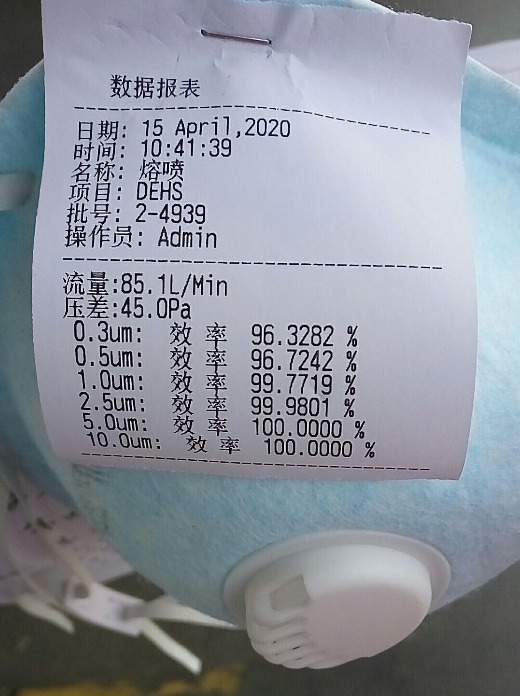 数据报表
日期: 15 April,2020
时间: 10:41:39
名称: 熔喷
项目: DEHS
批号: 2-4939
操作员: Admin
流量:85.1L/Min
压差:45.0Pa
0.3um: 效 率 96.3282 %
0.5um: 效 率 96.7242 %
1.0um: 效 率 99.7719 %
2.5um: 效 率 99.9801 %
5.0um: 效 率 100.0000 %
10.0um: 效 率 100.0000 %